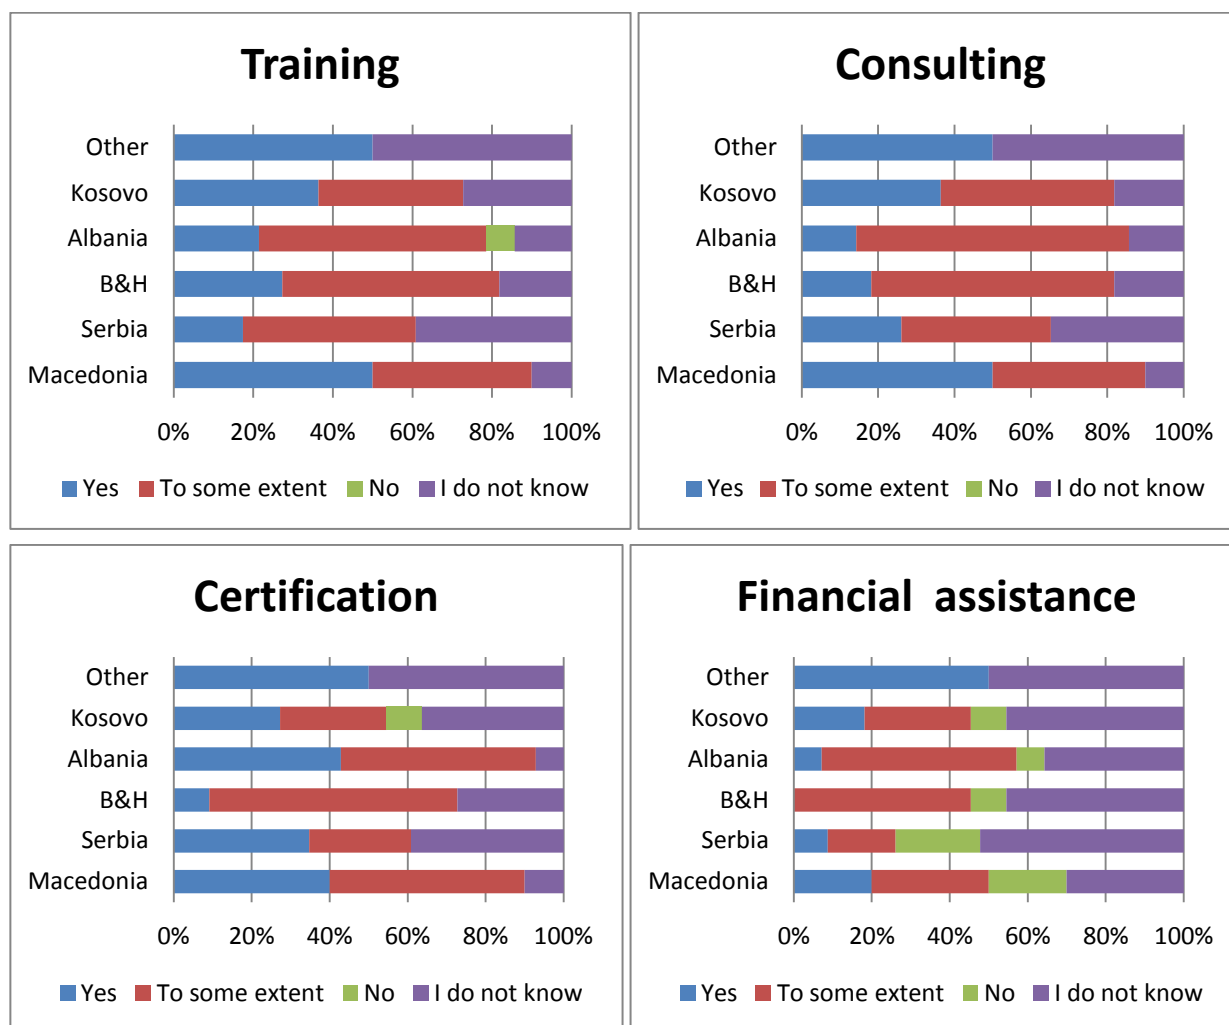 Training
Other
Kosovo
Albania
B&H
Serbia
Macedonia
0% 20% 40% 60% 80% 100%
Yes To some extent No I do not know
Consulting
Other
Kosovo
Albania
B&H
Serbia
Macedonia
0% 20% 40% 60% 80% 100%
Yes To some extent No I do not know
Certification
Other
Kosovo
Albania
B&H
Serbia
Macedonia
0% 20% 40% 60% 80% 100%
Yes To some extent No I do not know
Financial assistance
Other
Kosovo
Albania
B&H
Serbia
Macedonia
0% 20% 40% 60% 80% 100%
Yes To some extent No I do not know